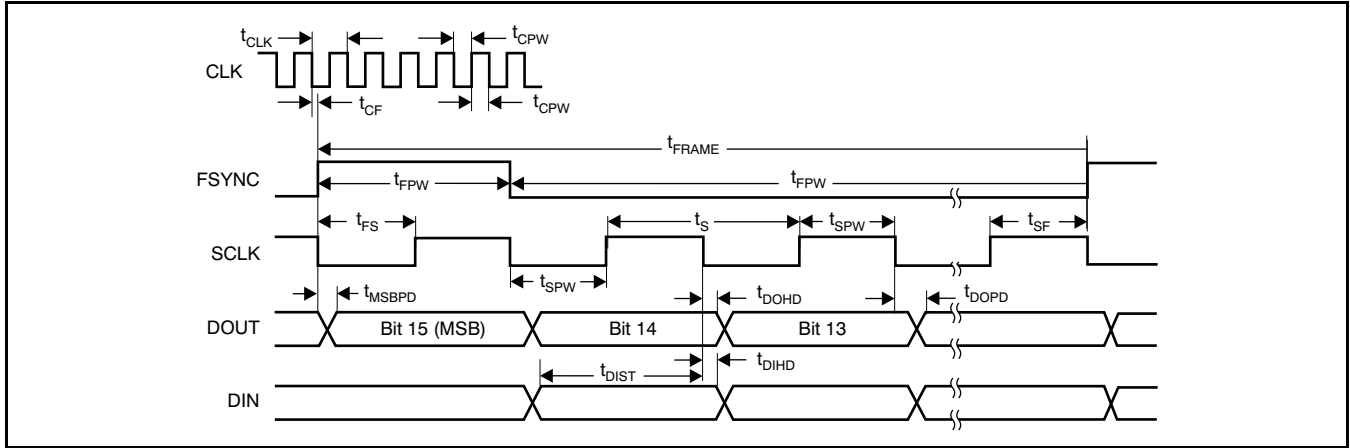 tCLK
tCPW
CLK
tCF
tCPW
tFRAME
FSYNC
tFPW
tFPW
tFS
tS
tSPW
tSF
SCLK
tSPW
tMSBPD
tDOHD
tDOPD
DOUT
Bit 15 (MSB)
Bit 14
Bit 13
tDIST
tDIHD
DIN